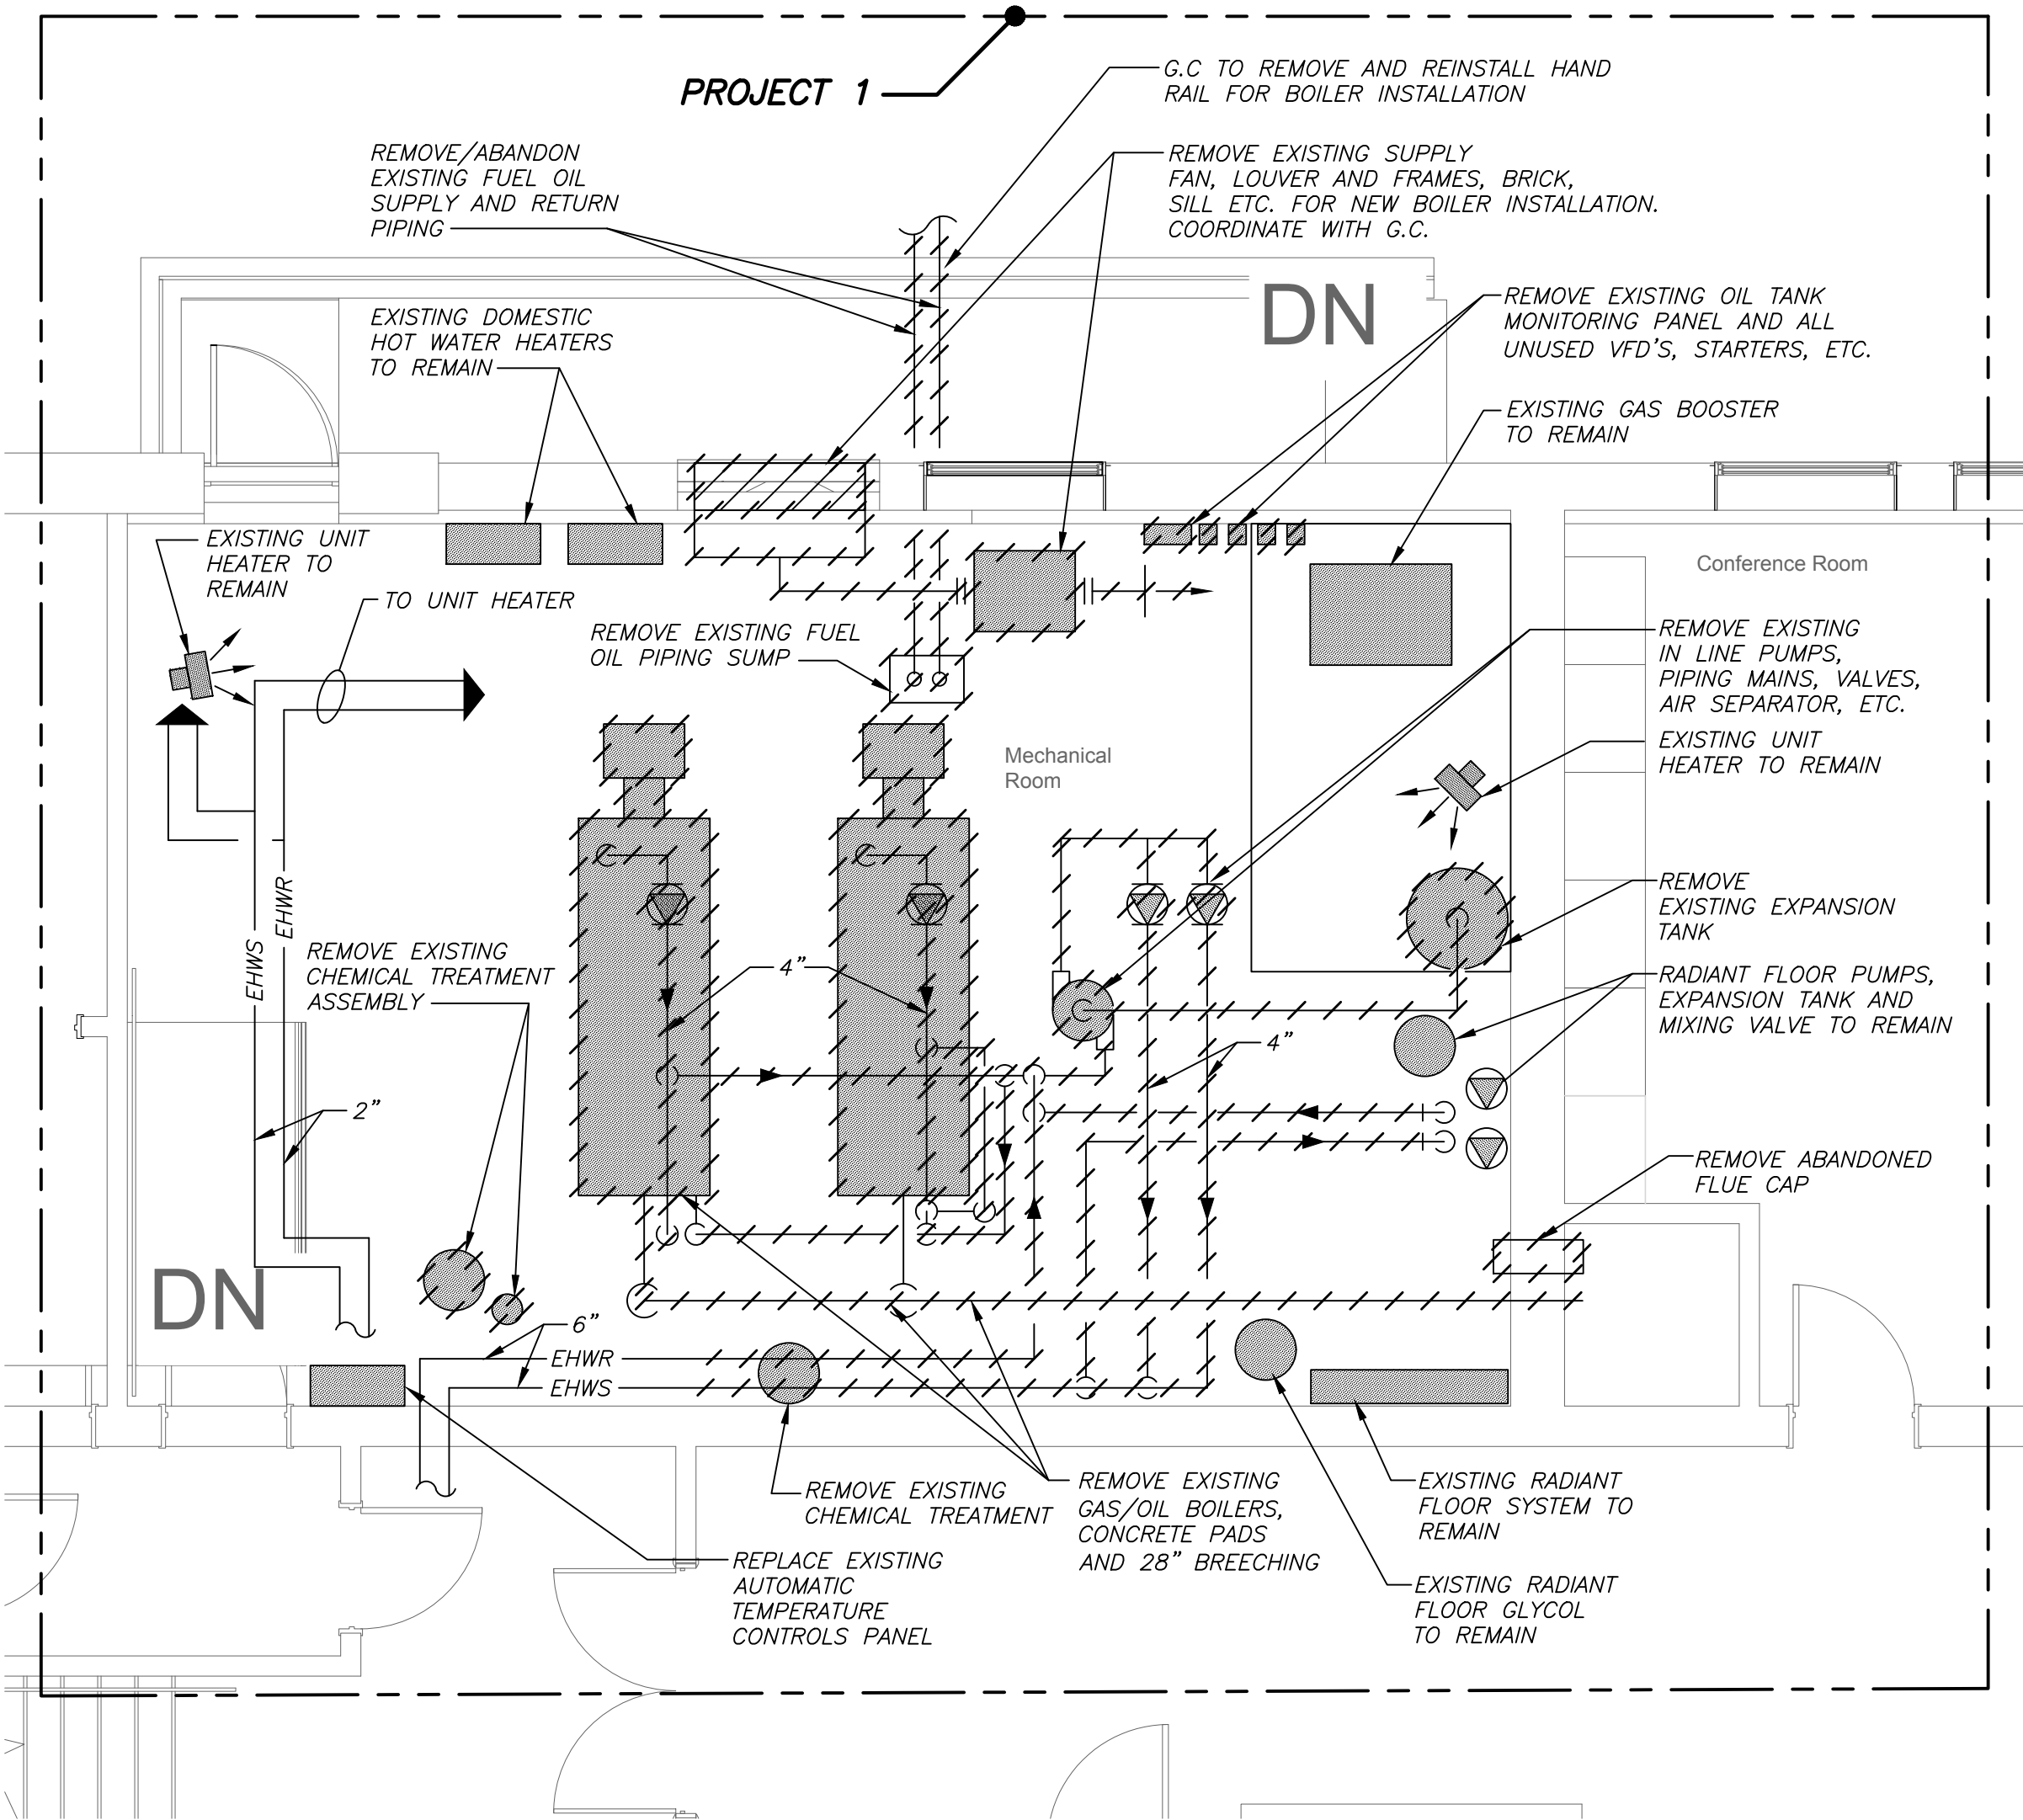 PROJECT 1
G.C TO REMOVE AND REINSTALL HAND
RAIL FOR BOILER INSTALLATION
REMOVE/ABANDON
EXISTING FUEL OIL
SUPPLY AND RETURN
PIPING
REMOVE EXISTING SUPPLY
FAN, LOUVER AND FRAMES, BRICK,
SILL ETC. FOR NEW BOILER INSTALLATION.
COORDINATE WITH G.C.
DN
EXISTING DOMESTIC
HOT WATER HEATERS
TO REMAIN
REMOVE EXISTING OIL TANK
MONITORING PANEL AND ALL
UNUSED VFD'S, STARTERS, ETC.
EXISTING GAS BOOSTER
TO REMAIN
EXISTING UNIT
HEATER TO
REMAIN
Conference Room
TO UNIT HEATER
REMOVE EXISTING FUEL
OIL PIPING SUMP
REMOVE EXISTING
IN LINE PUMPS,
PIPING MAINS, VALVES,
AIR SEPARATOR, ETC.
Mechanical
Room
EXISTING UNIT
HEATER TO REMAIN
EHWR
EHWS
REMOVE
EXISTING EXPANSION
TANK
REMOVE EXISTING
CHEMICAL TREATMENT
ASSEMBLY
4"
RADIANT FLOOR PUMPS,
EXPANSION TANK AND
MIXING VALVE TO REMAIN
4"
2"
REMOVE ABANDONED
FLUE CAP
DN
6"
EHWR
EHWS
REMOVE EXISTING
CHEMICAL TREATMENT
REMOVE EXISTING
GAS/OIL BOILERS,
CONCRETE PADS
AND 28" BREECHING
EXISTING RADIANT
FLOOR SYSTEM TO
REMAIN
REPLACE EXISTING
AUTOMATIC
TEMPERATURE
CONTROLS PANEL
EXISTING RADIANT
FLOOR GLYCOL
TO REMAIN